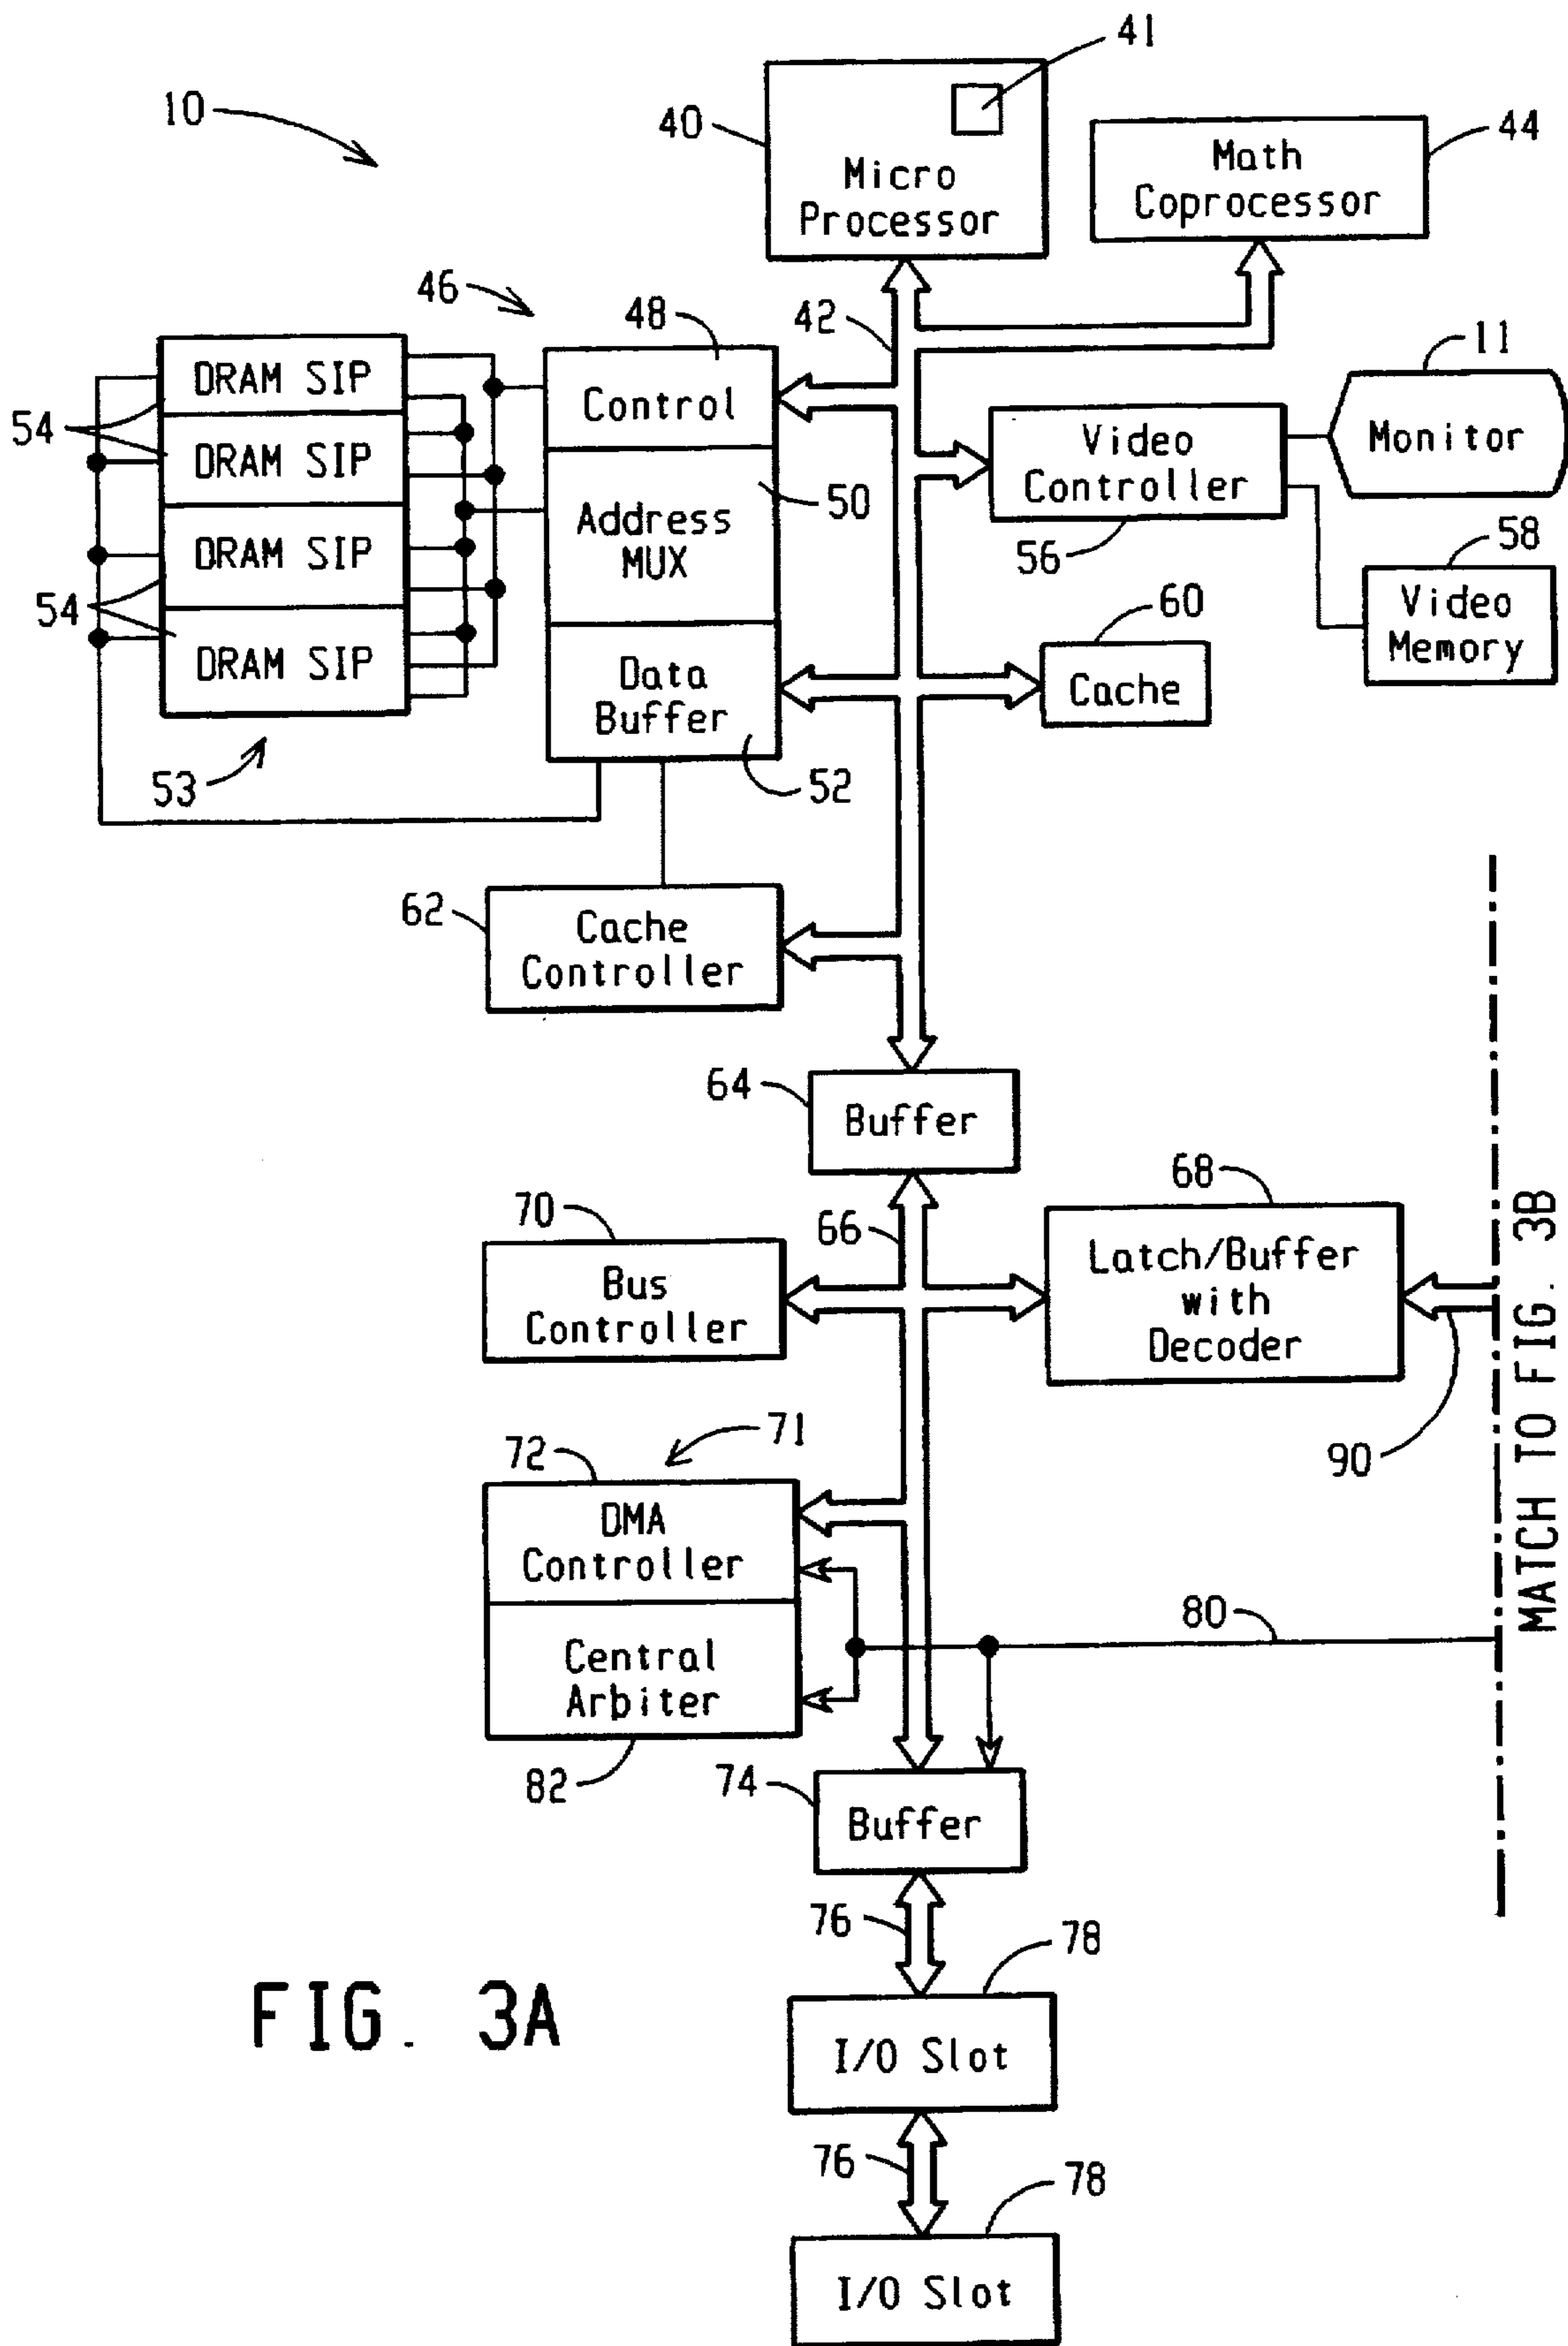 10
41
40
Micro
Processor
44
Math
Coprocessor
46
48
42
11
DRAM SIP
Control
Video
Controller
Monitor
54
DRAM SIP
50
Address
MUX
56
58
DRAM SIP
54
60
Video
Memory
DRAM SIP
Data
Buffer
Cache
53
52
62
Cache
Controller
64
Buffer
70
66
68
Bus
Controller
Latch/Buffer
with
Decoder
MATCH TO FIG. 3B
72
71
90
DMA
Controller
80
Central
Arbiter
82
74
Buffer
76
78
FIG. 3A
I/O Slot
76
78
I/O Slot